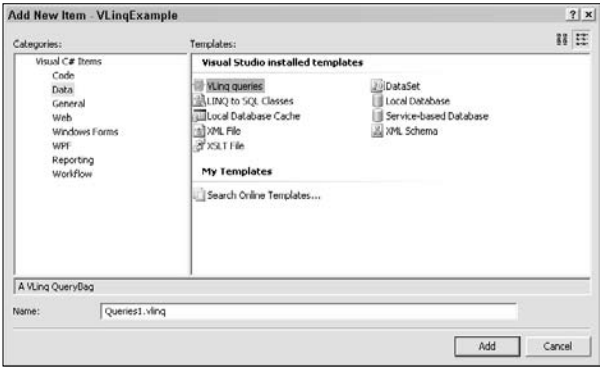 Add New Item - VLinqExample
Categories:
Templates:
Visual C# Items
Code
Data
General
Web
Windows Forms
WPF
Reporting
Workflow
Visual Studio installed templates
VLinq queries
DataSet
LINQ to SQL Classes
Local Database
Local Database Cache
Service-based Database
XML File
XML Schema
XSLT File
My Templates
Search Online Templates...
A VLinq QueryBag
Name:
Queries1.vlinq
Add
Cancel